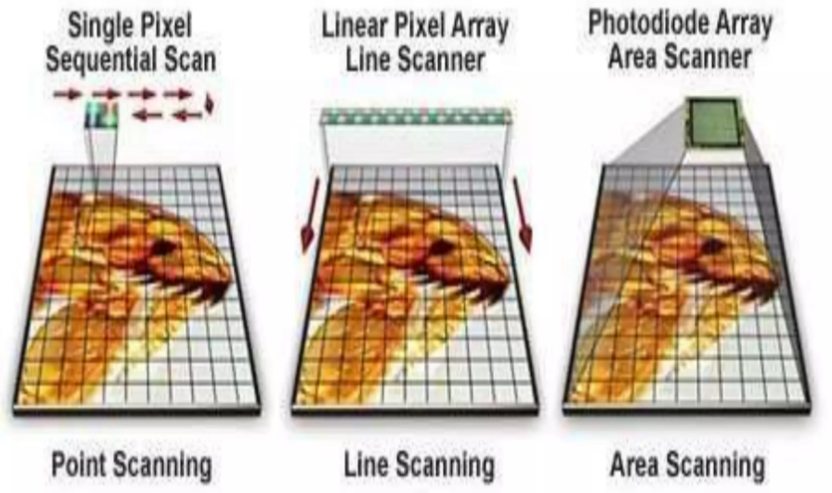 Single Pixel
Sequential Scan
Linear Pixel Array
Line Scanner
Photodiode Array
Area Scanner
Point Scanning
Line Scanning
Area Scanning